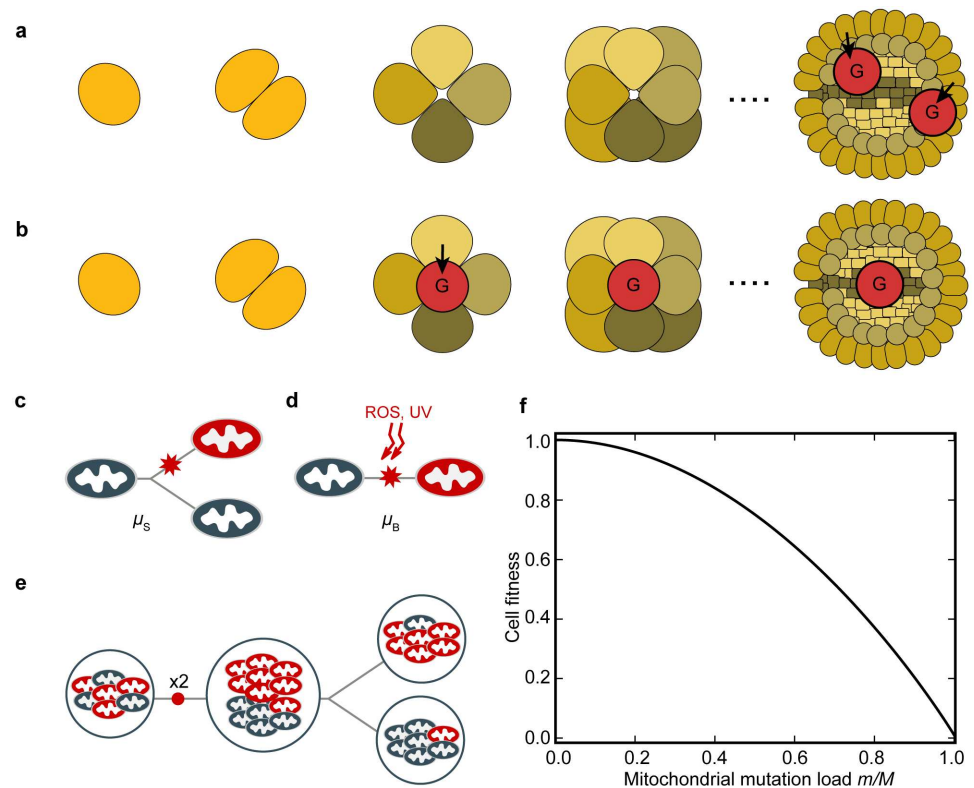 a
G
G
b
G
G
G
c
d
ROS, UV
μS
μB
e
x2
f
Cell fitness
1.0
0.8
0.6
0.4
0.2
0.0
0.0 0.2 0.4 0.6 0.8 1.0
Mitochondrial mutation load m/M